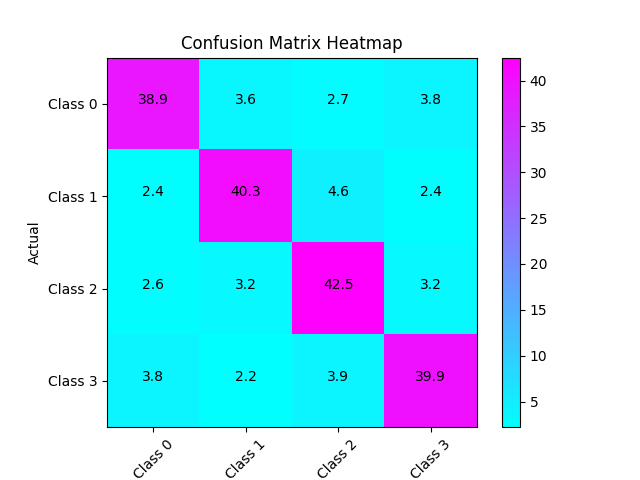 Confusion Matrix Heatmap
Class 0 38.9 3.6 2.7 3.8
Class 1 2.4 40.3 4.6 2.4
Class 2 2.6 3.2 42.5 3.2
Class 3 3.8 2.2 3.9 39.9
Actual
Class 0 Class 1 Class 2 Class 3
40
35
30
25
20
15
10
5